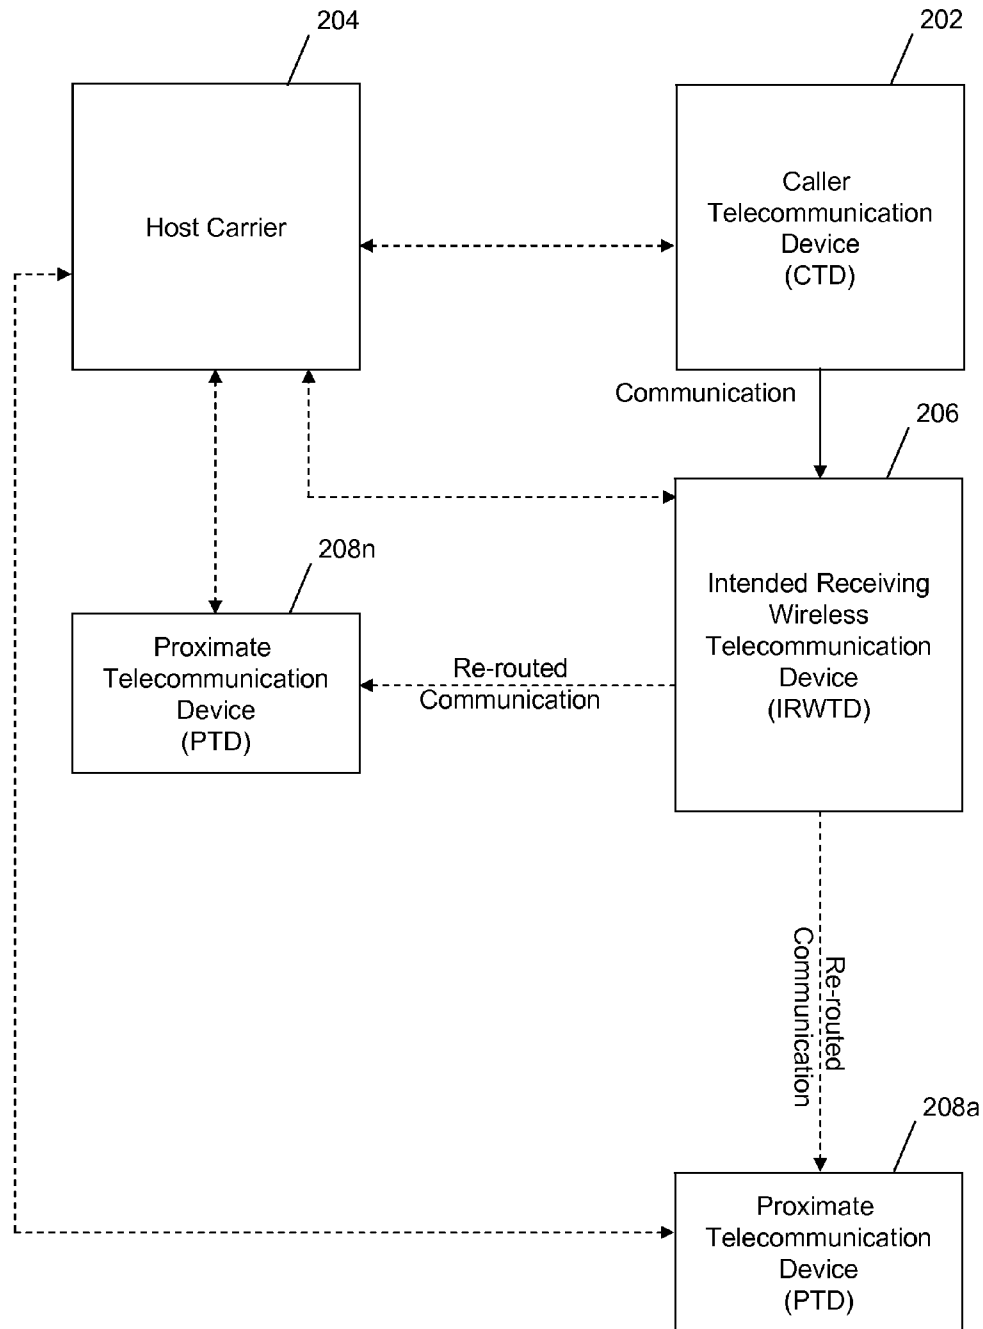 204
202
Host Carrier
Caller
Telecommunication
Device
(CTD)
Communication
206
208n
Proximate
Telecommunication
Device
(PTD)
Re-routed
Communication
Intended Receiving
Wireless
Telecommunication
Device
(IRWTD)
Re-routed
Communication
208a
Proximate
Telecommunication
Device
(PTD)